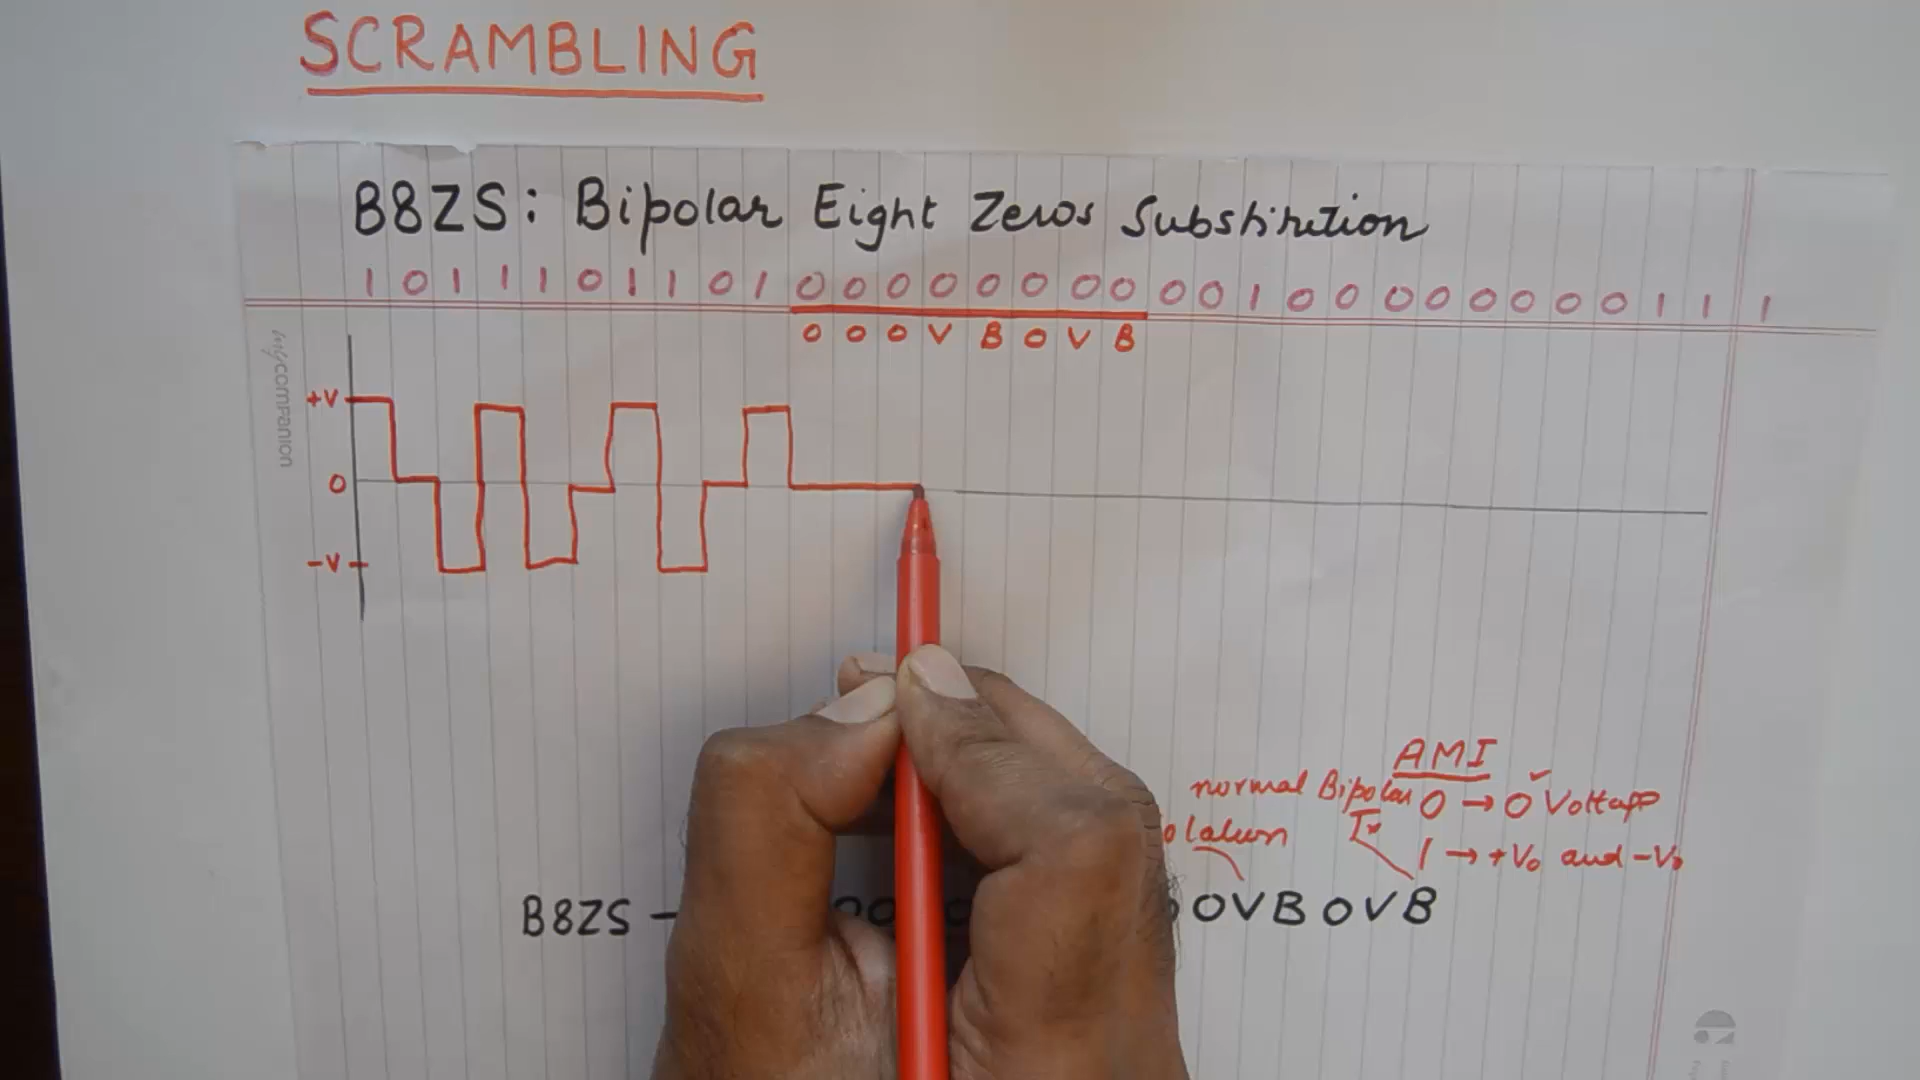 SCRAMBLING
B8ZS: Bipolar Eight Zeros Substitution
1 0 1 1 1 0 1 1 0 1 0 0 0 0 0 0 0 0 0 0 1 0 0 0 0 0 0 0 0 1 1 1
0 0 0 V B 0 V B
mycompanion
+V
0
-V
AMI
normal Bipolar 0 → 0 Voltage
1 → +V₀ and -V₀
B8ZS - 0VB0VB